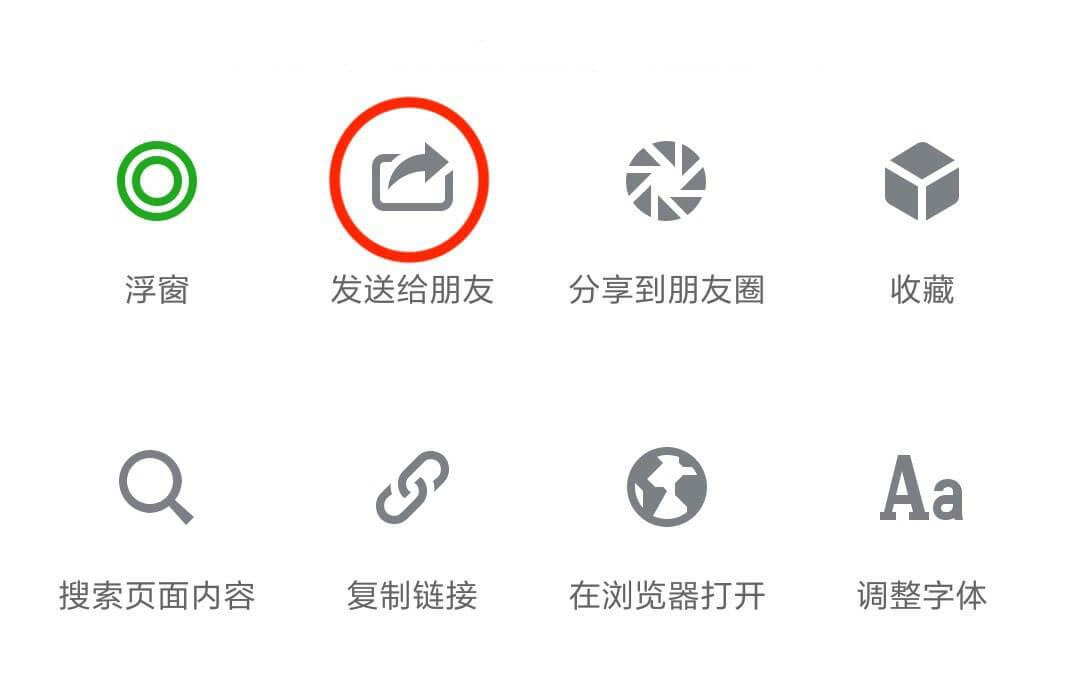 浮窗
发送给朋友
分享到朋友圈
收藏
Aa
搜索页面内容
复制链接
在浏览器打开
调整字体